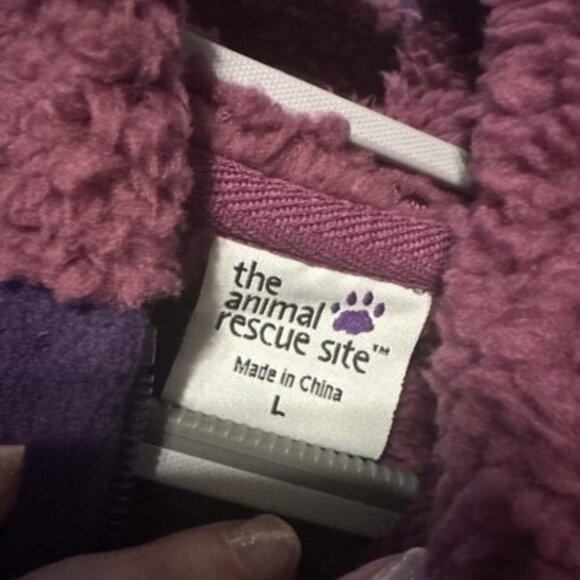 the
animal
rescue site™
Made in China
L